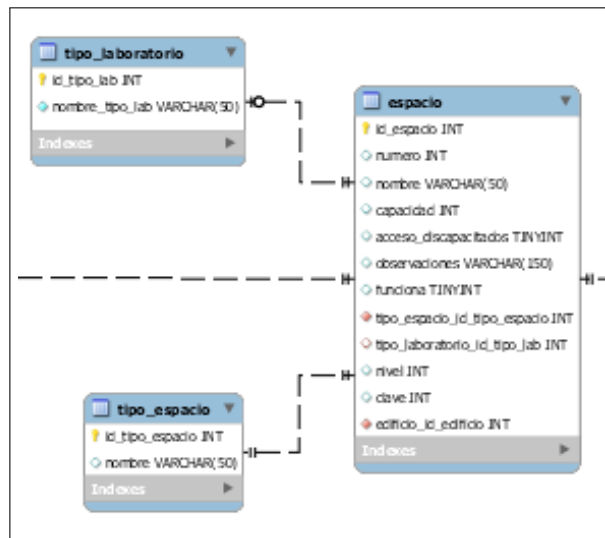 tipo_laboratorio
id_tipo_lab INT
nombre_tipo_lab VARCHAR(50)
Indexes
espacio
id_espacio INT
numero INT
nombre VARCHAR(50)
capacidad INT
acceso_discapacitados TINYINT
observaciones VARCHAR(150)
funciona TINYINT
tipo_espacio_id_tipo_espacio INT
tipo_laboratorio_id_tipo_lab INT
nivel INT
clave INT
edificio_id_edificio INT
Indexes
tipo_espacio
id_tipo_espacio INT
nombre VARCHAR(50)
Indexes